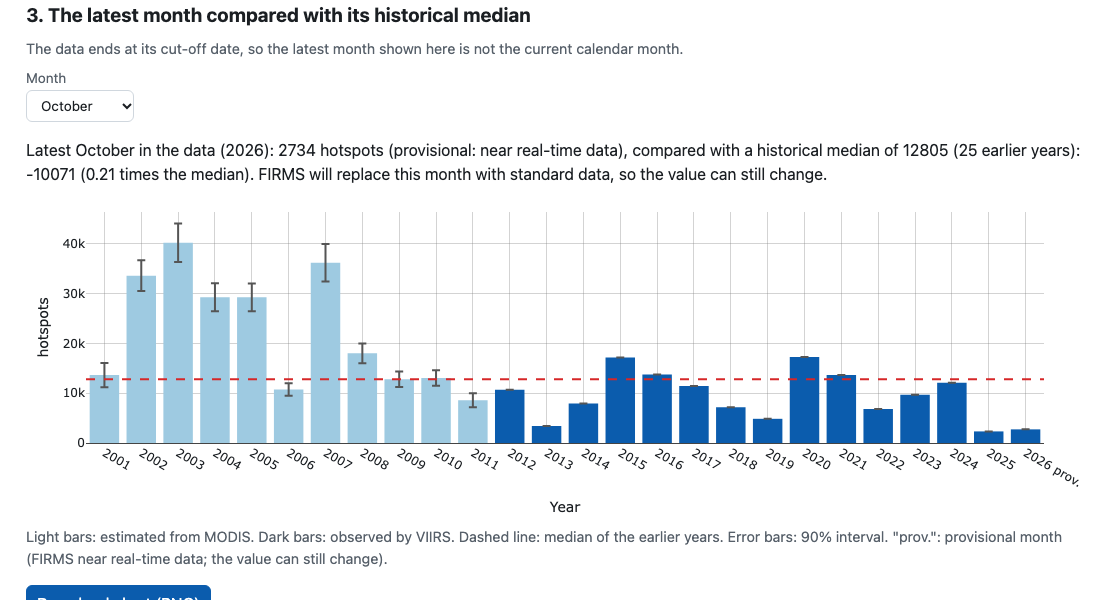 3. The latest month compared with its historical median
The data ends at its cut-off date, so the latest month shown here is not the current calendar month.
Month
October
Latest October in the data (2026): 2734 hotspots (provisional: near real-time data), compared with a historical median of 12805 (25 earlier years):
-10071 (0.21 times the median). FIRMS will replace this month with standard data, so the value can still change.
40k
30k
20k
10k
0
hotspots
2001 2002 2003 2004 2005 2006 2007 2008 2009 2010 2011 2012 2013 2014 2015 2016 2017 2018 2019 2020 2021 2022 2023 2024 2025 2026 prov.
Year
Light bars: estimated from MODIS. Dark bars: observed by VIIRS. Dashed line: median of the earlier years. Error bars: 90% interval. "prov.": provisional month
(FIRMS near real-time data; the value can still change).